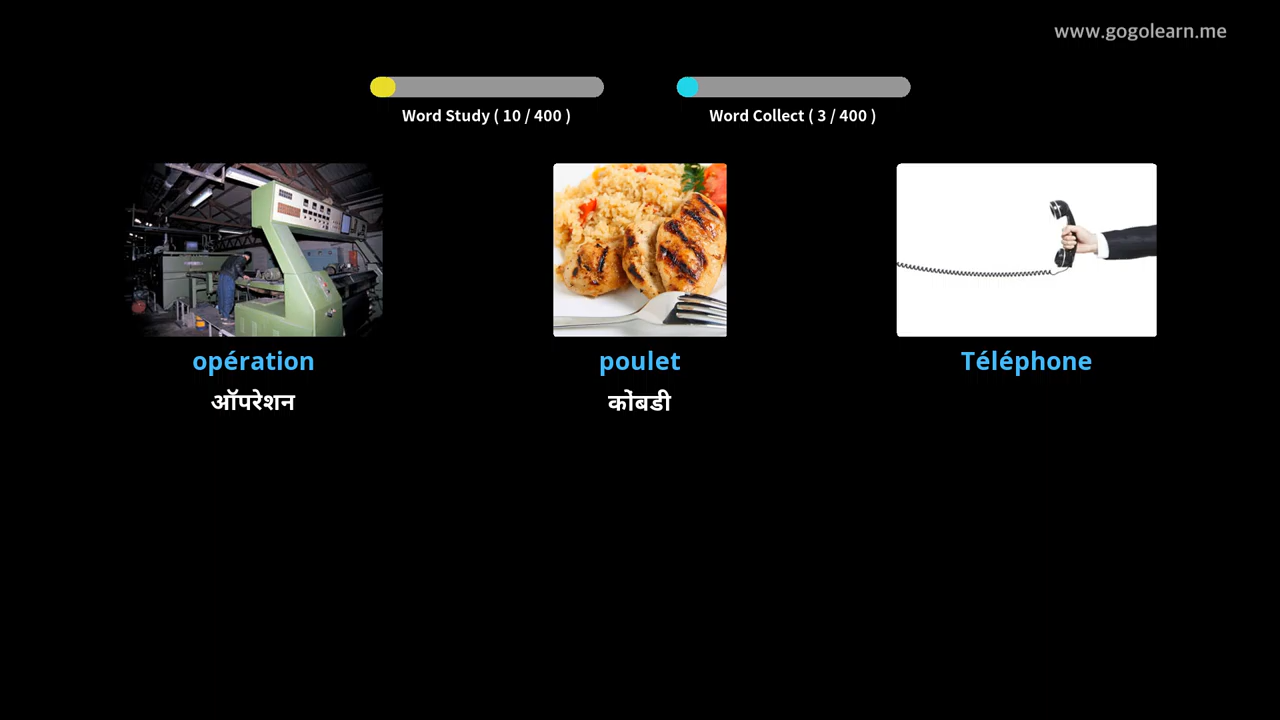 www.gogolearn.me
Word Study ( 10 / 400 )
Word Collect ( 3 / 400 )
opération
poulet
Téléphone
ऑपरेशन
कोंबडी